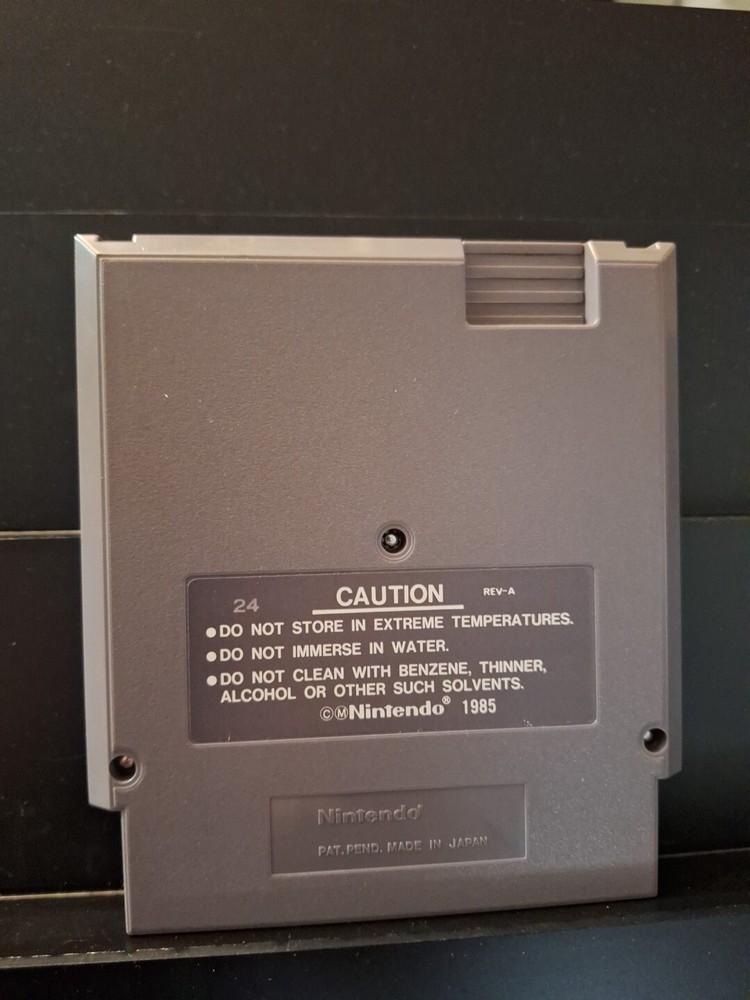 24 CAUTION REV-A
●DO NOT STORE IN EXTREME TEMPERATURES.
●DO NOT IMMERSE IN WATER.
●DO NOT CLEAN WITH BENZENE, THINNER,
ALCOHOL OR OTHER SUCH SOLVENTS.
©ⓂNintendo® 1985
Nintendo®
PAT. PEND. MADE IN JAPAN